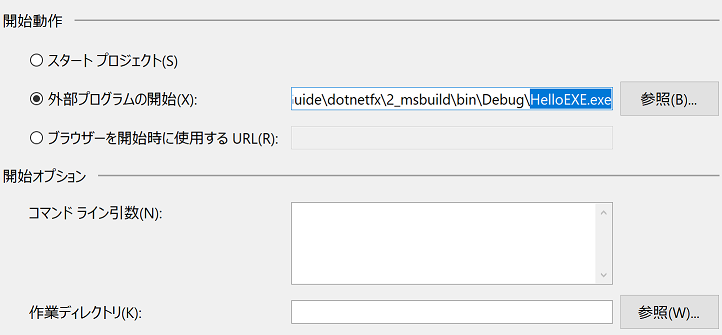 開始動作
スタート プロジェクト(S)
外部プログラムの開始(X):
uide\dotnetfx\2_msbuild\bin\Debug\HelloEXE.exe
参照(B)...
ブラウザーを開始時に使用する URL(R):
開始オプション
コマンド ライン引数(N):
作業ディレクトリ(K):
参照(W)...